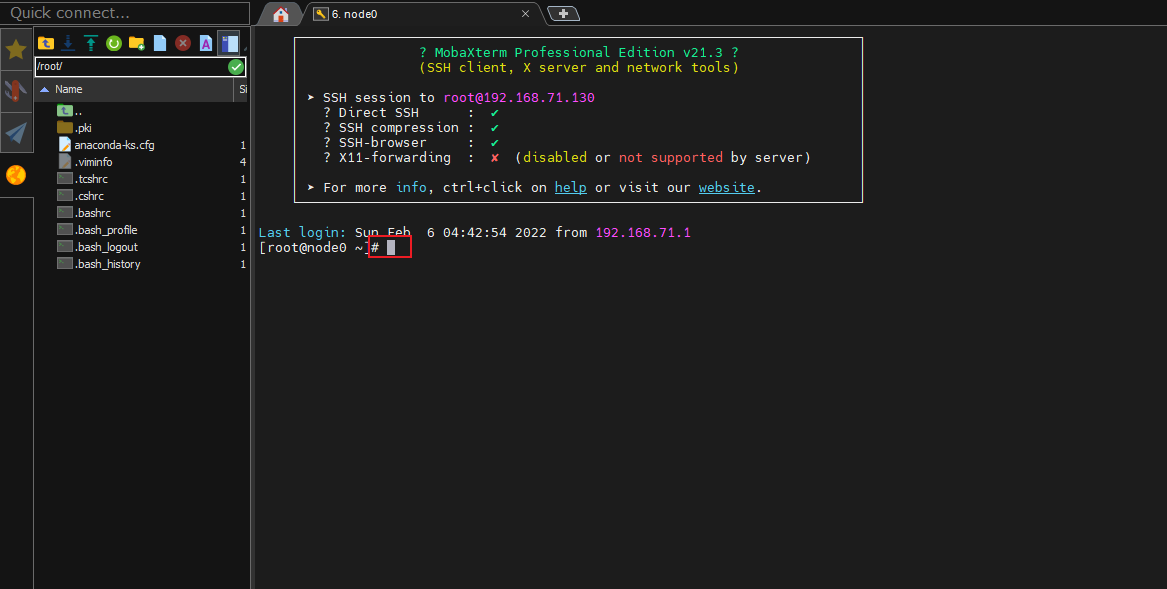 Quick connect...
6. node0
/root/
Name
Si
..
.pki
anaconda-ks.cfg 1
.viminfo 4
.tcshrc 1
.cshrc 1
.bashrc 1
.bash_profile 1
.bash_logout 1
.bash_history 1
? MobaXterm Professional Edition v21.3 ?
(SSH client, X server and network tools)
➤ SSH session to root@192.168.71.130
? Direct SSH : ✔
? SSH compression : ✔
? SSH-browser : ✔
? X11-forwarding : ✘ (disabled or not supported by server)
➤ For more info, ctrl+click on help or visit our website.
Last login: Sun Feb  6 04:42:54 2022 from 192.168.71.1
[root@node0 ~]#